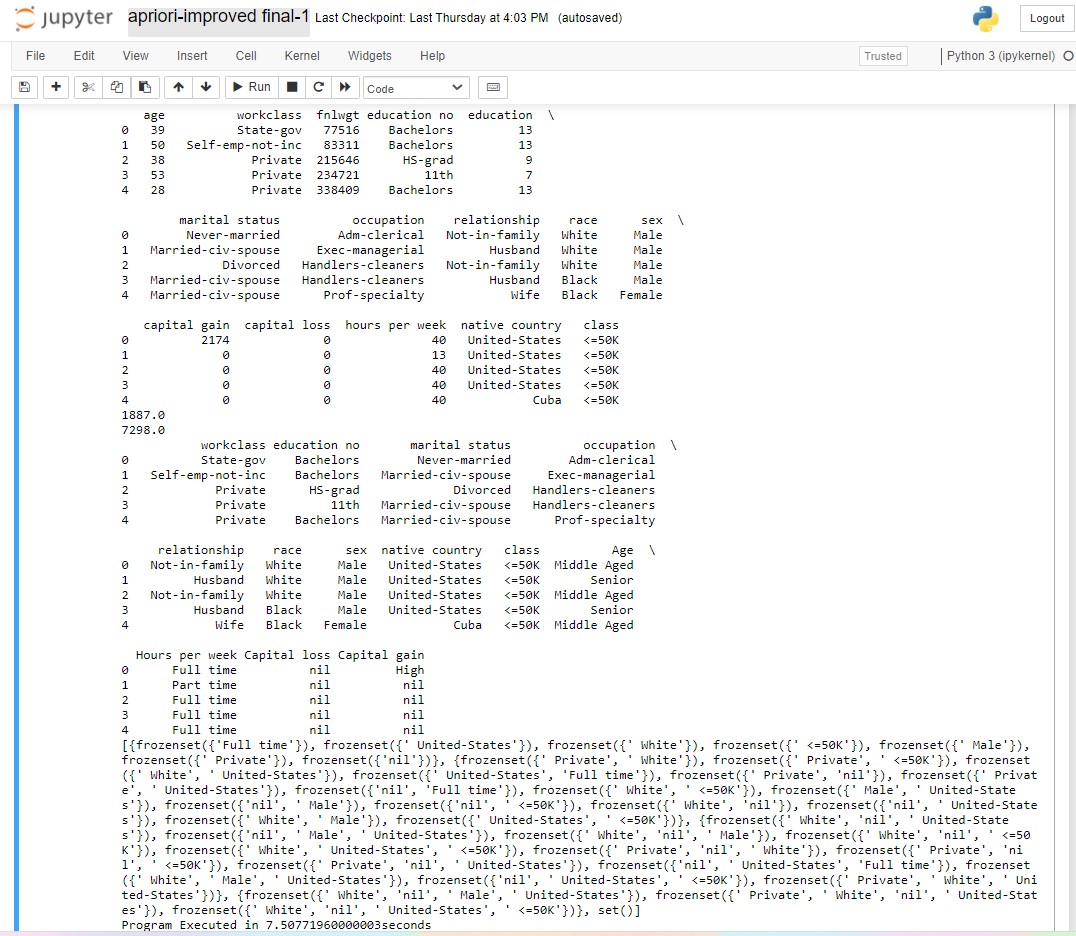 jupyter apriori-improved final-1 Last Checkpoint: Last Thursday at 4:03 PM (autosaved) Logout
File Edit View Insert Cell Kernel Widgets Help Trusted Python 3 (ipykernel)
Run Code
age workclass fnlwgt education no education \
0 39 State-gov 77516 Bachelors 13
1 50 Self-emp-not-inc 83311 Bachelors 13
2 38 Private 215646 HS-grad 9
3 53 Private 234721 11th 7
4 28 Private 338409 Bachelors 13
marital status occupation relationship race sex \
0 Never-married Adm-clerical Not-in-family White Male
1 Married-civ-spouse Exec-managerial Husband White Male
2 Divorced Handlers-cleaners Not-in-family White Male
3 Married-civ-spouse Handlers-cleaners Husband Black Male
4 Married-civ-spouse Prof-specialty Wife Black Female
capital gain capital loss hours per week native country class
0 2174 0 40 United-States <=50K
1 0 0 13 United-States <=50K
2 0 0 40 United-States <=50K
3 0 0 40 United-States <=50K
4 0 0 40 Cuba <=50K
1887.0
7298.0
workclass education no marital status occupation \
0 State-gov Bachelors Never-married Adm-clerical
1 Self-emp-not-inc Bachelors Married-civ-spouse Exec-managerial
2 Private HS-grad Divorced Handlers-cleaners
3 Private 11th Married-civ-spouse Handlers-cleaners
4 Private Bachelors Married-civ-spouse Prof-specialty
relationship race sex native country class Age \
0 Not-in-family White Male United-States <=50K Middle Aged
1 Husband White Male United-States <=50K Senior
2 Not-in-family White Male United-States <=50K Middle Aged
3 Husband Black Male United-States <=50K Senior
4 Wife Black Female Cuba <=50K Middle Aged
Hours per week Capital loss Capital gain
0 Full time nil High
1 Part time nil nil
2 Full time nil nil
3 Full time nil nil
4 Full time nil nil
[{frozenset({'Full time'}), frozenset({' United-States'}), frozenset({' White'}), frozenset({' <=50K'}), frozenset({' Male'}),
frozenset({' Private'}), frozenset({'nil'})}, {frozenset({' Private', ' White'}), frozenset({' Private', ' <=50K'}), frozenset
({' White', ' United-States'}), frozenset({' United-States', 'Full time'}), frozenset({' Private', 'nil'}), frozenset({' Privat
e', ' United-States'}), frozenset({'nil', 'Full time'}), frozenset({' White', ' <=50K'}), frozenset({' Male', ' United-State
s'}), frozenset({'nil', ' Male'}), frozenset({'nil', ' <=50K'}), frozenset({' White', 'nil'}), frozenset({'nil', ' United-State
s'}), frozenset({' White', ' Male'}), frozenset({' United-States', ' <=50K'})}, {frozenset({' White', 'nil', ' United-State
s'}), frozenset({'nil', ' Male', ' United-States'}), frozenset({' White', 'nil', ' Male'}), frozenset({' White', 'nil', ' <=50
K'}), frozenset({' White', ' United-States', ' <=50K'}), frozenset({' Private', 'nil', ' White'}), frozenset({' Private', 'ni
l', ' <=50K'}), frozenset({' Private', 'nil', ' United-States'}), frozenset({'nil', ' United-States', 'Full time'}), frozenset
({' White', ' Male', ' United-States'}), frozenset({'nil', ' United-States', ' <=50K'}), frozenset({' Private', ' White', ' Uni
ted-States'})}, {frozenset({' White', 'nil', ' Male', ' United-States'}), frozenset({' Private', ' White', 'nil', ' United-Stat
es'}), frozenset({' White', 'nil', ' United-States', ' <=50K'})}, set()]
Program Executed in 7.50771960000003seconds